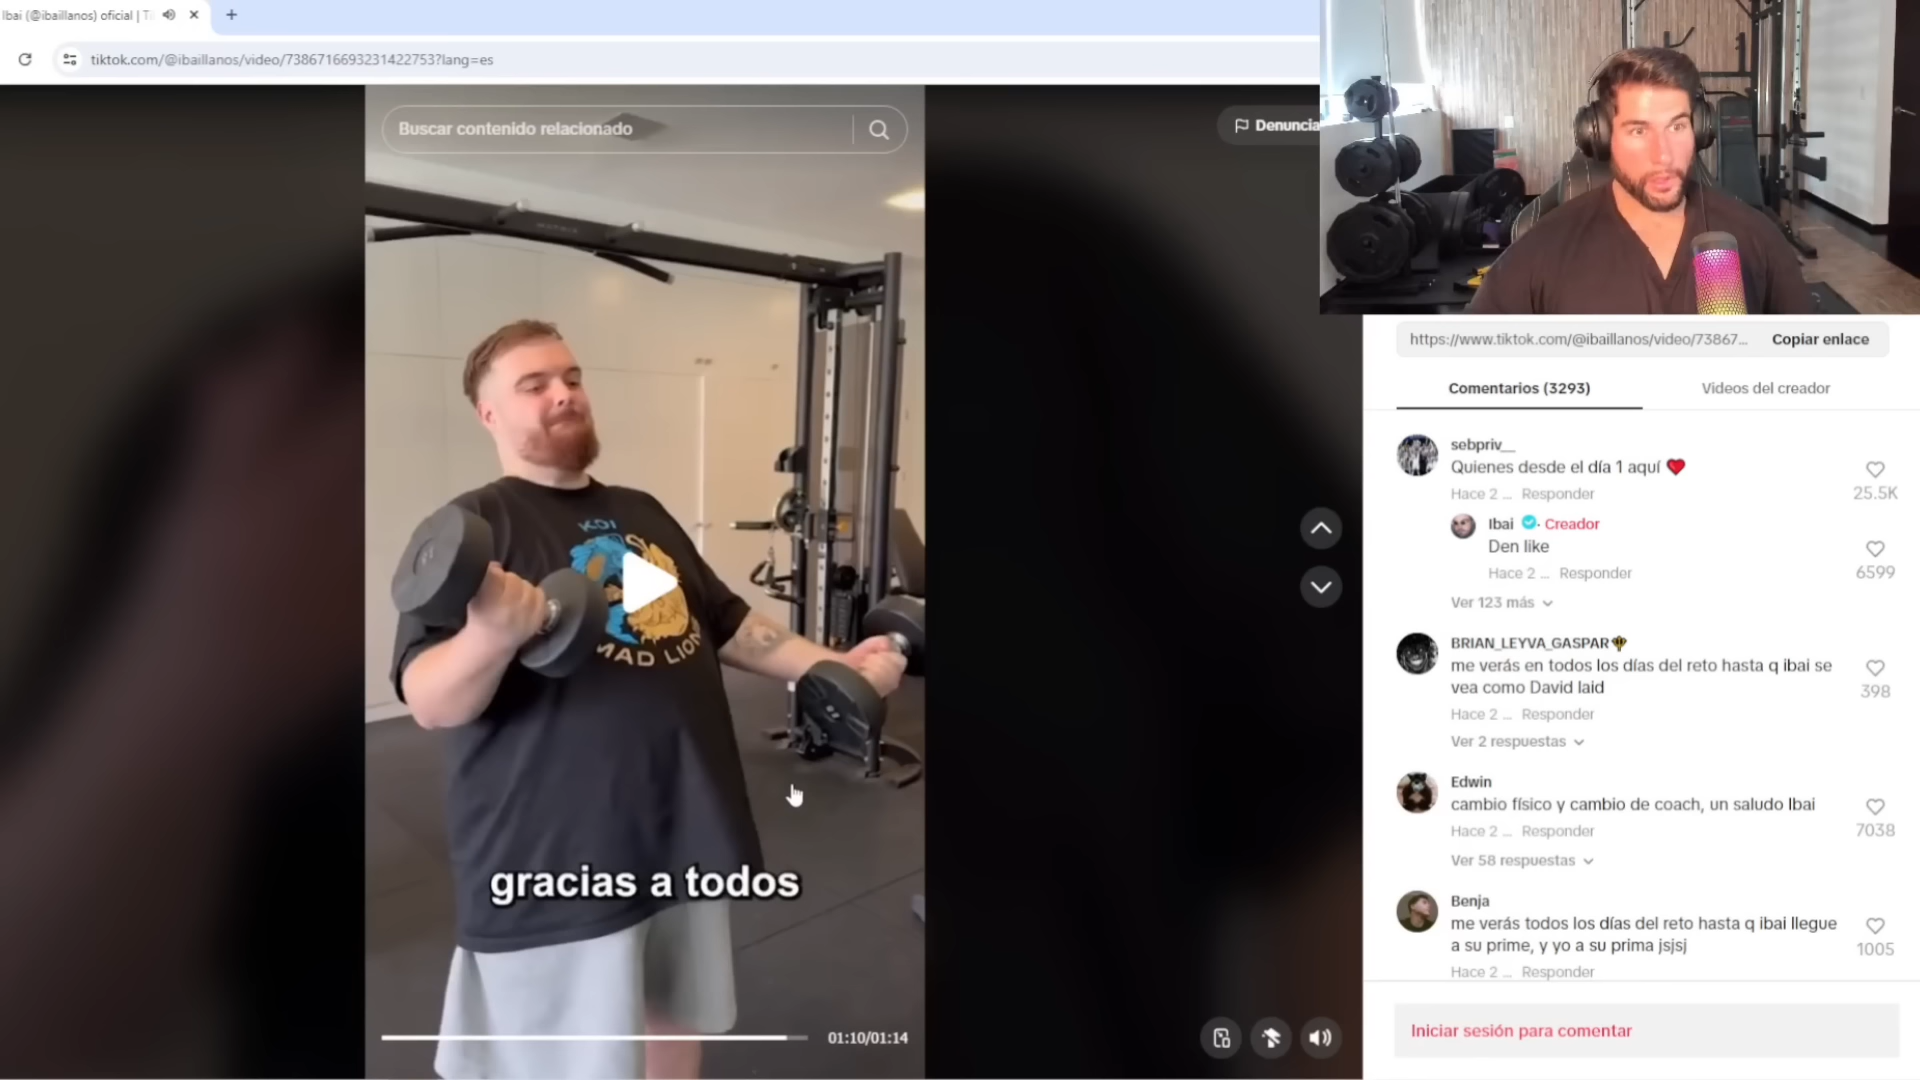 Ibai (@ibaillanos) oficial | Ti
tiktok.com/@ibaillanos/video/7386716693231422753?lang=es
Buscar contenido relacionado
Denuncia
KOI
MAD LION
gracias a todos
01:10/01:14
https://www.tiktok.com/@ibaillanos/video/73867...
Copiar enlace
Comentarios (3293)
Videos del creador
sebpriv__
Quienes desde el día 1 aquí ❤️
Hace 2 ... Responder
25.5K
Ibai · Creador
Den like
Hace 2 ... Responder
6599
Ver 123 más
BRIAN_LEYVA_GASPAR
me verás en todos los días del reto hasta q ibai se
vea como David laid
Hace 2 ... Responder
398
Ver 2 respuestas
Edwin
cambio físico y cambio de coach, un saludo Ibai
Hace 2 ... Responder
7038
Ver 58 respuestas
Benja
me verás todos los días del reto hasta q ibai llegue
a su prime, y yo a su prima jsjsj
Hace 2 ... Responder
1005
Iniciar sesión para comentar